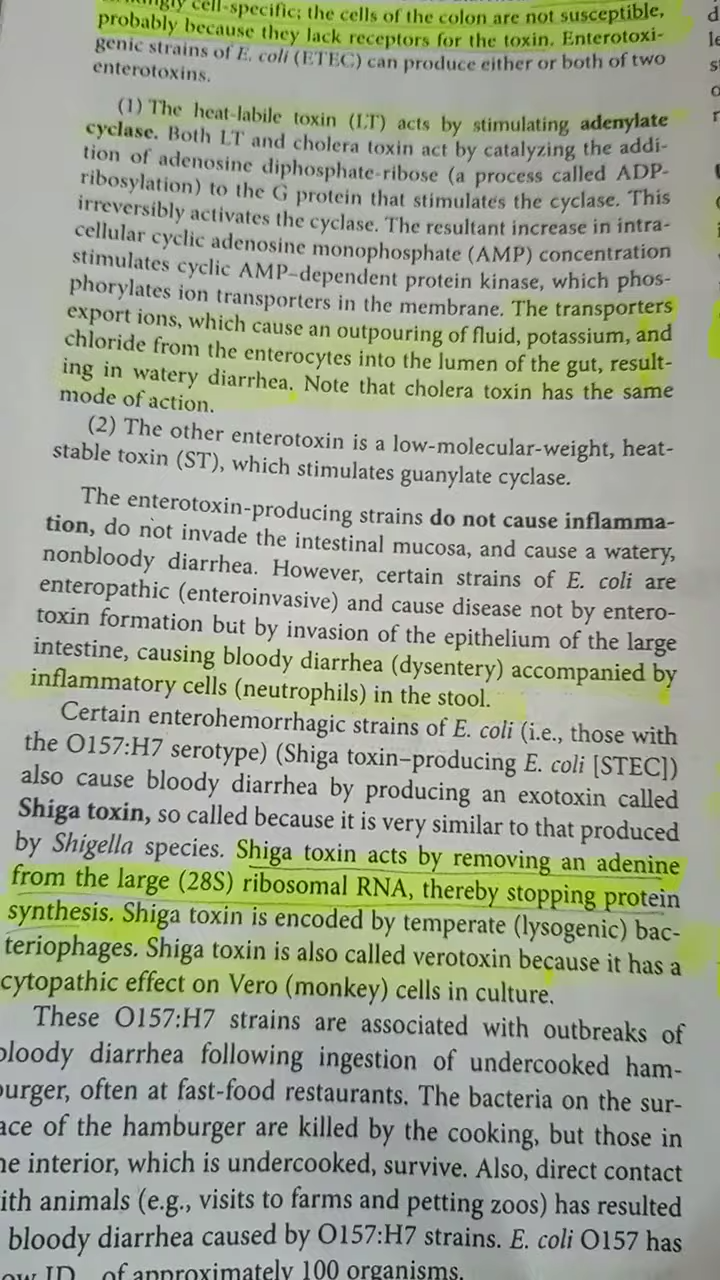 cell-specific; the cells of the colon are not susceptible,
probably because they lack receptors for the toxin. Enterotoxi-
genic strains of E. coli (ETEC) can produce either or both of two
enterotoxins.
(1) The heat-labile toxin (LT) acts by stimulating adenylate
cyclase. Both LT and cholera toxin act by catalyzing the addi-
tion of adenosine diphosphate-ribose (a process called ADP-
ribosylation) to the G protein that stimulates the cyclase. This
irreversibly activates the cyclase. The resultant increase in intra-
cellular cyclic adenosine monophosphate (AMP) concentration
stimulates cyclic AMP–dependent protein kinase, which phos-
phorylates ion transporters in the membrane. The transporters
export ions, which cause an outpouring of fluid, potassium, and
chloride from the enterocytes into the lumen of the gut, result-
ing in watery diarrhea. Note that cholera toxin has the same
mode of action.
(2) The other enterotoxin is a low-molecular-weight, heat-
stable toxin (ST), which stimulates guanylate cyclase.
The enterotoxin-producing strains do not cause inflamma-
tion, do not invade the intestinal mucosa, and cause a watery,
nonbloody diarrhea. However, certain strains of E. coli are
enteropathic (enteroinvasive) and cause disease not by entero-
toxin formation but by invasion of the epithelium of the large
intestine, causing bloody diarrhea (dysentery) accompanied by
inflammatory cells (neutrophils) in the stool.
Certain enterohemorrhagic strains of E. coli (i.e., those with
the O157:H7 serotype) (Shiga toxin–producing E. coli [STEC])
also cause bloody diarrhea by producing an exotoxin called
Shiga toxin, so called because it is very similar to that produced
by Shigella species. Shiga toxin acts by removing an adenine
from the large (28S) ribosomal RNA, thereby stopping protein
synthesis. Shiga toxin is encoded by temperate (lysogenic) bac-
teriophages. Shiga toxin is also called verotoxin because it has a
cytopathic effect on Vero (monkey) cells in culture.
These O157:H7 strains are associated with outbreaks of
bloody diarrhea following ingestion of undercooked ham-
burger, often at fast-food restaurants. The bacteria on the sur-
ace of the hamburger are killed by the cooking, but those in
he interior, which is undercooked, survive. Also, direct contact
ith animals (e.g., visits to farms and petting zoos) has resulted
bloody diarrhea caused by O157:H7 strains. E. coli O157 has
ow ID of approximately 100 organisms.